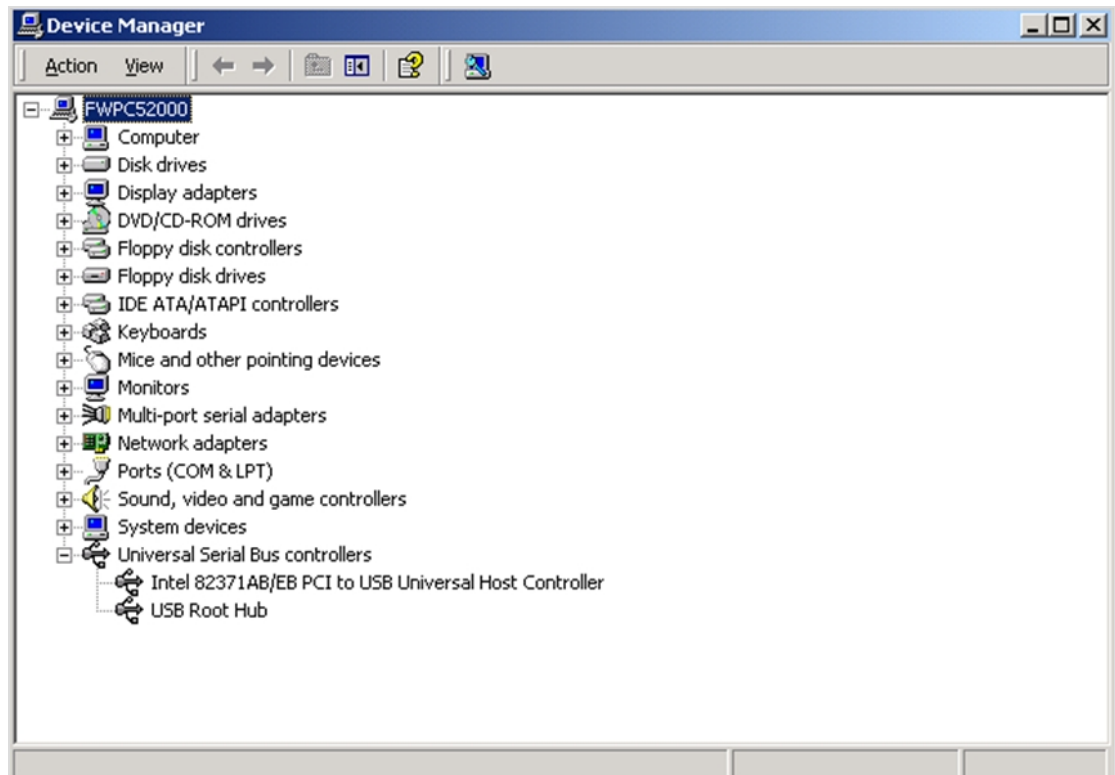 Device Manager
Action View
FWPC52000
Computer
Disk drives
Display adapters
DVD/CD-ROM drives
Floppy disk controllers
Floppy disk drives
IDE ATA/ATAPI controllers
Keyboards
Mice and other pointing devices
Monitors
Multi-port serial adapters
Network adapters
Ports (COM & LPT)
Sound, video and game controllers
System devices
Universal Serial Bus controllers
Intel 82371AB/EB PCI to USB Universal Host Controller
USB Root Hub